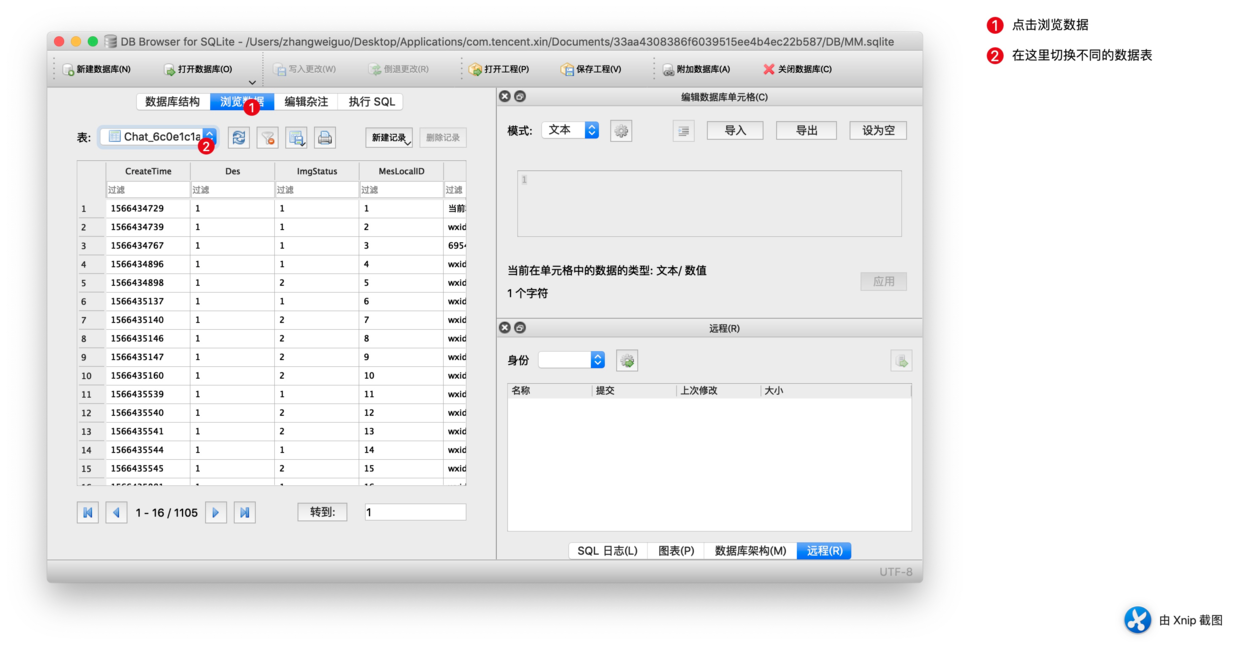 DB Browser for SQLite - /Users/zhangweiguo/Desktop/Applications/com.tencent.xin/Documents/33aa4308386f6039515ee4b4ec22b587/DB/MM.sqlite
新建数据库(N) 打开数据库(O) 写入更改(W) 倒退更改(R) 打开工程(P) 保存工程(V) 附加数据库(A) 关闭数据库(C)
数据库结构 浏览数据 编辑杂注 执行 SQL
1
表: Chat_6c0e1c1a 新建记录 删除记录
2
CreateTime Des ImgStatus MesLocalID
过滤 过滤 过滤 过滤 过滤
1 1566434729 1 1 1 当前
2 1566434739 1 1 2 wxid
3 1566434767 1 1 3 695
4 1566434896 1 1 4 wxid
5 1566434898 1 2 5 wxid
6 1566435137 1 1 6 wxid
7 1566435140 1 2 7 wxid
8 1566435146 1 2 8 wxid
9 1566435147 1 2 9 wxid
10 1566435160 1 2 10 wxid
11 1566435539 1 1 11 wxid
12 1566435540 1 2 12 wxid
13 1566435541 1 2 13 wxid
14 1566435544 1 1 14 wxid
15 1566435545 1 2 15 wxid
1 - 16 / 1105 转到: 1
编辑数据库单元格(C)
模式: 文本 导入 导出 设为空
1
当前在单元格中的数据的类型: 文本/ 数值
1 个字符
应用
远程(R)
身份
名称 提交 上次修改 大小
SQL 日志(L) 图表(P) 数据库架构(M) 远程(R)
UTF-8
1 点击浏览数据
2 在这里切换不同的数据表
由 Xnip 截图